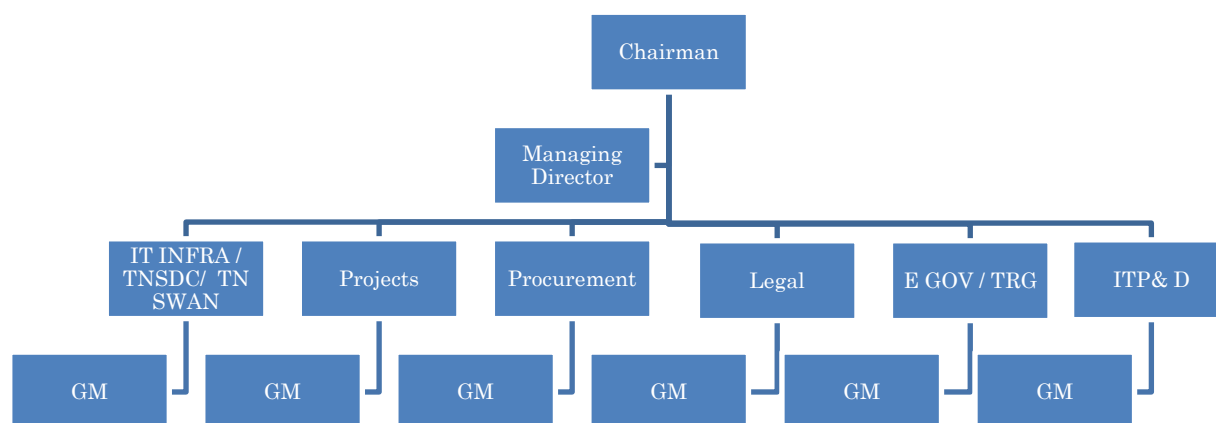 Chairman
Managing
Director
IT INFRA /
TNSDC/ TN
SWAN
Projects
Procurement
Legal
E GOV / TRG
ITP& D
GM
GM
GM
GM
GM
GM